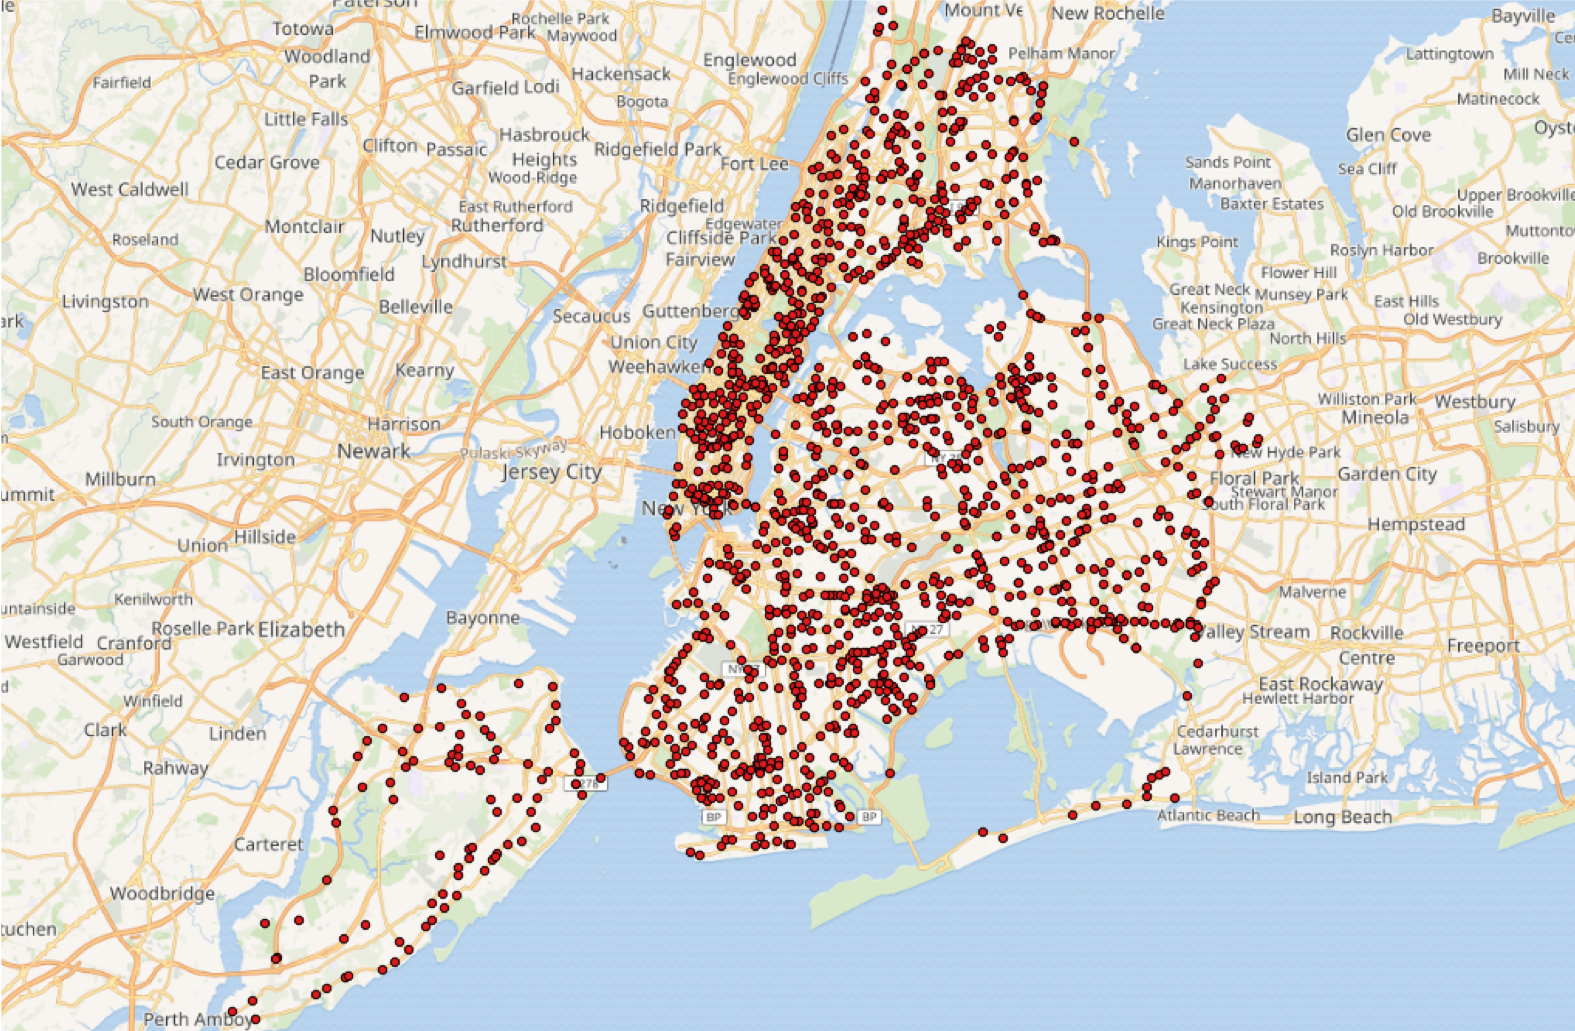 Paterson
Mount Ve
New Rochelle
Bayville
Rochelle Park
Totowa
Elmwood Park
Maywood
Lattingtown
Woodland
Park
Englewood
Pelham Manor
Hackensack
Englewood Cliffs
Mill Neck
Fairfield
Garfield
Lodi
Bogota
Matinecock
Little Falls
Hasbrouck
Heights
Glen Cove
Oyst
Clifton
Passaic
Ridgefield Park
Cedar Grove
Wood-Ridge
Fort Lee
Sands Point
Sea Cliff
West Caldwell
Manorhaven
Upper Brookville
East Rutherford
Ridgefield
Baxter Estates
Old Brookville
Montclair
Rutherford
Edgewater
Roseland
Nutley
Cliffside Park
Kings Point
Muttonto
Roslyn Harbor
Lyndhurst
Fairview
Brookville
Bloomfield
Flower Hill
West Orange
Great Neck
Munsey Park
Livingston
Belleville
Kensington
East Hills
Secaucus
Guttenberg
Great Neck Plaza
Old Westbury
ark
Union City
North Hills
Weehawken
Lake Success
East Orange
Kearny
Williston Park
Westbury
South Orange
Harrison
Mineola
Hoboken
Salisbury
Newark
Pulaski Skyway
New Hyde Park
Irvington
Jersey City
Millburn
Floral Park
Garden City
ummit
Stewart Manor
New York
South Floral Park
Hempstead
Union
Hillside
Malverne
Kenilworth
untainside
Bayonne
NY 27
Roselle Park
Elizabeth
Valley Stream
Rockville
Centre
Freeport
Westfield
Cranford
Garwood
East Rockaway
Hewlett Harbor
Winfield
Clark
Linden
Cedarhurst
Lawrence
Rahway
278
Island Park
BP
BP
Atlantic Beach
Long Beach
Carteret
Woodbridge
tuchen
Perth Amboy